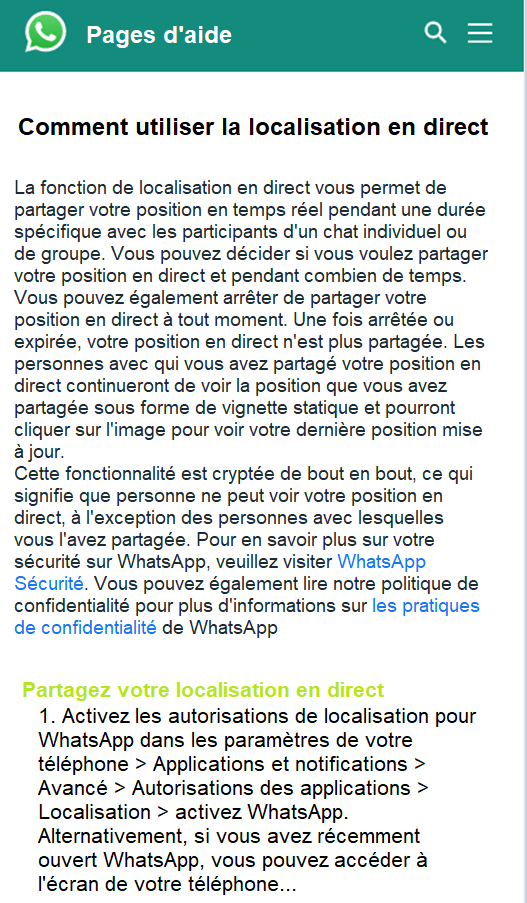 Pages d'aide
Comment utiliser la localisation en direct
La fonction de localisation en direct vous permet de
partager votre position en temps réel pendant une durée
spécifique avec les participants d'un chat individuel ou
de groupe. Vous pouvez décider si vous voulez partager
votre position en direct et pendant combien de temps.
Vous pouvez également arrêter de partager votre
position en direct à tout moment. Une fois arrêtée ou
expirée, votre position en direct n'est plus partagée. Les
personnes avec qui vous avez partagé votre position en
direct continueront de voir la position que vous avez
partagée sous forme de vignette statique et pourront
cliquer sur l'image pour voir votre dernière position mise
à jour.
Cette fonctionnalité est cryptée de bout en bout, ce qui
signifie que personne ne peut voir votre position en
direct, à l'exception des personnes avec lesquelles
vous l'avez partagée. Pour en savoir plus sur votre
sécurité sur WhatsApp, veuillez visiter WhatsApp
Sécurité. Vous pouvez également lire notre politique de
confidentialité pour plus d'informations sur les pratiques
de confidentialité de WhatsApp
Partagez votre localisation en direct
1. Activez les autorisations de localisation pour
WhatsApp dans les paramètres de votre
téléphone > Applications et notifications >
Avancé > Autorisations des applications >
Localisation > activez WhatsApp.
Alternativement, si vous avez récemment
ouvert WhatsApp, vous pouvez accéder à
l'écran de votre téléphone...